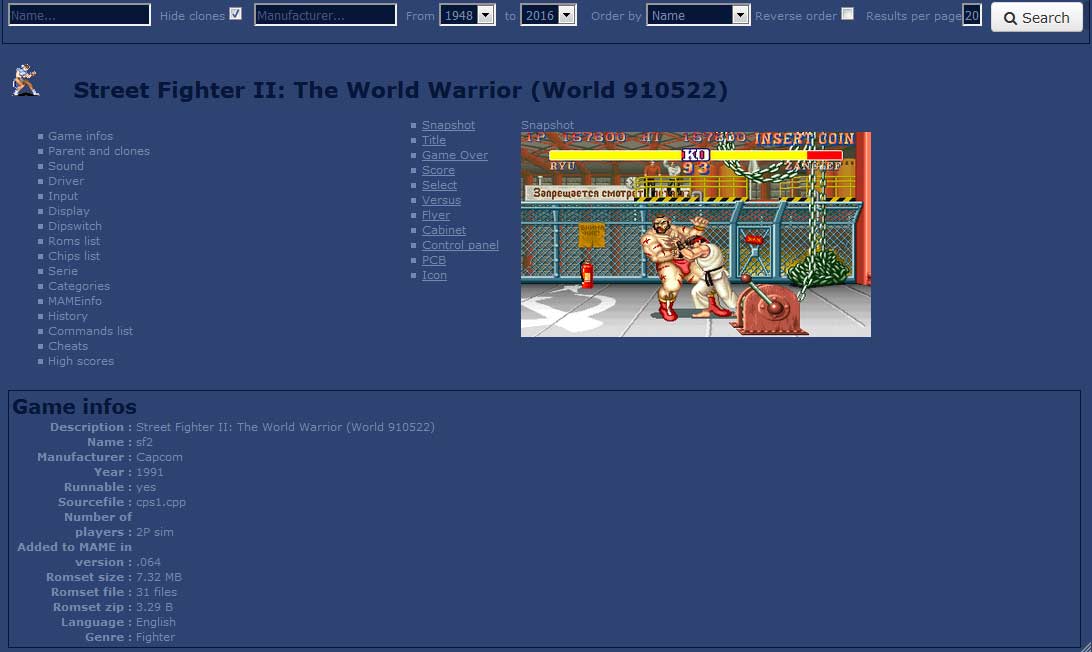 Name... Hide clones Manufacturer... From 1948 to 2016 Order by Name Reverse order Results per page 20 Search
Street Fighter II: The World Warrior (World 910522)
Game infos
Parent and clones
Sound
Driver
Input
Display
Dipswitch
Roms list
Chips list
Serie
Categories
MAMEinfo
History
Commands list
Cheats
High scores
Snapshot
Title
Game Over
Score
Select
Versus
Flyer
Cabinet
Control panel
PCB
Icon
Snapshot
INSERT COIN
KO
RYU 93 ZANGIEF
Запрещается
Game infos
Description : Street Fighter II: The World Warrior (World 910522)
Name : sf2
Manufacturer : Capcom
Year : 1991
Runnable : yes
Sourcefile : cps1.cpp
Number of
players : 2P sim
Added to MAME in
version : .064
Romset size : 7.32 MB
Romset file : 31 files
Romset zip : 3.29 B
Language : English
Genre : Fighter